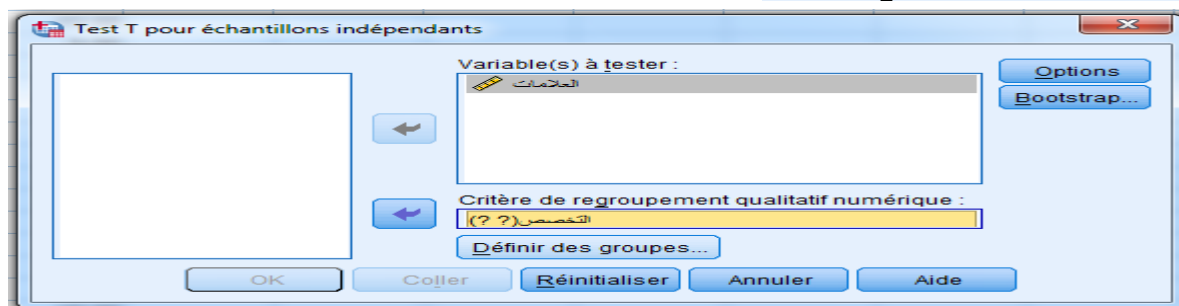 Test T pour échantillons indépendants
Variable(s) à tester :
العلامات
Options
Bootstrap...
Critère de regroupement qualitatif numérique :
التخصص(? ?)
Définir des groupes...
OK
Coller
Réinitialiser
Annuler
Aide